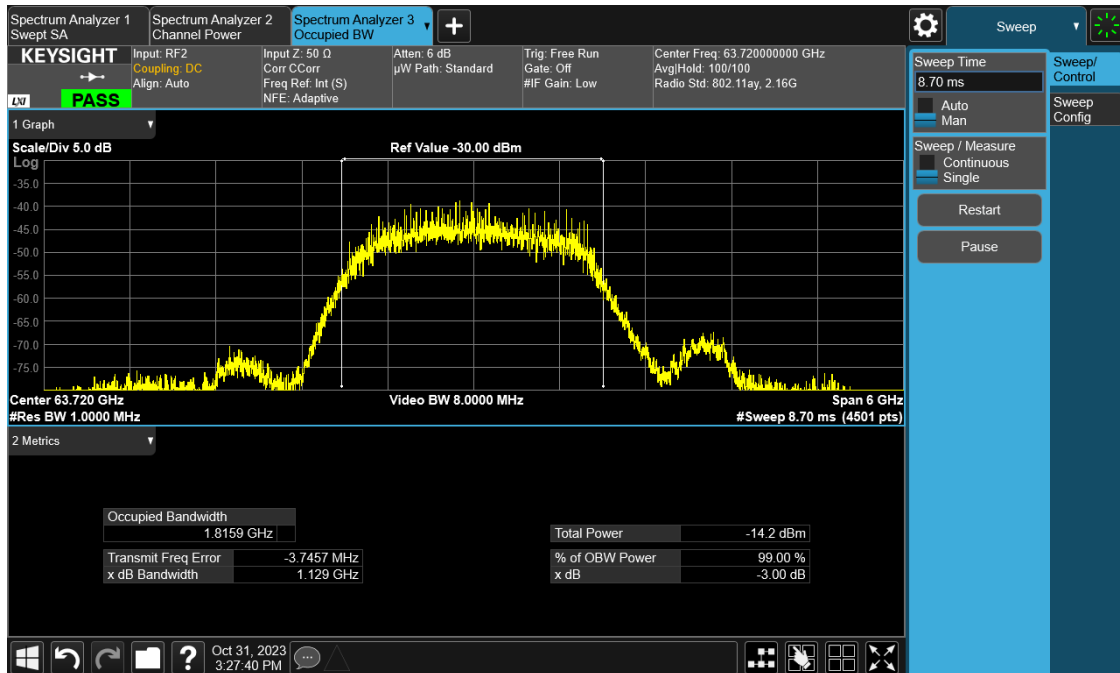 Spectrum Analyzer 1
Swept SA
Spectrum Analyzer 2
Channel Power
Spectrum Analyzer 3
Occupied BW
Sweep
KEYSIGHT
LXI
PASS
Input: RF2
Coupling: DC
Align: Auto
Input Z: 50 Ω
Corr CCorr
Freq Ref: Int (S)
NFE: Adaptive
Atten: 6 dB
µW Path: Standard
Trig: Free Run
Gate: Off
#IF Gain: Low
Center Freq: 63.720000000 GHz
Avg|Hold: 100/100
Radio Std: 802.11ay, 2.16G
Sweep Time
8.70 ms
Auto
Man
Sweep / Measure
Continuous
Single
Restart
Pause
Sweep/
Control
Sweep
Config
1 Graph
Scale/Div 5.0 dB
Ref Value -30.00 dBm
Log
-35.0
-40.0
-45.0
-50.0
-55.0
-60.0
-65.0
-70.0
-75.0
Center 63.720 GHz
Video BW 8.0000 MHz
Span 6 GHz
#Res BW 1.0000 MHz
#Sweep 8.70 ms (4501 pts)
2 Metrics
Occupied Bandwidth
1.8159 GHz
Total Power -14.2 dBm
Transmit Freq Error -3.7457 MHz
% of OBW Power 99.00 %
x dB Bandwidth 1.129 GHz
x dB -3.00 dB
?
Oct 31, 2023
3:27:40 PM